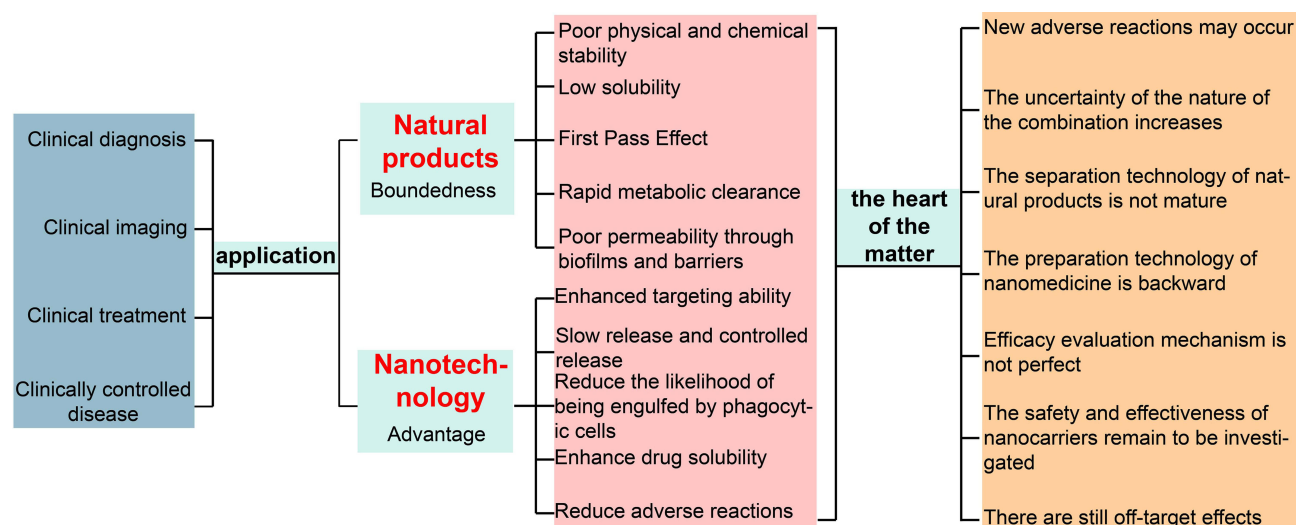 Clinical diagnosis
Clinical imaging
Clinical treatment
Clinically controlled
disease
application
Natural
products
Boundedness
Nanotech-
nology
Advantage
Poor physical and chemical
stability
Low solubility
First Pass Effect
Rapid metabolic clearance
Poor permeability through
biofilms and barriers
Enhanced targeting ability
Slow release and controlled
release
Reduce the likelihood of
being engulfed by phagocyt-
ic cells
Enhance drug solubility
Reduce adverse reactions
the heart
of the
matter
New adverse reactions may occur
The uncertainty of the nature of
the combination increases
The separation technology of nat-
ural products is not mature
The preparation technology of
nanomedicine is backward
Efficacy evaluation mechanism is
not perfect
The safety and effectiveness of
nanocarriers remain to be investi-
gated
There are still off-target effects